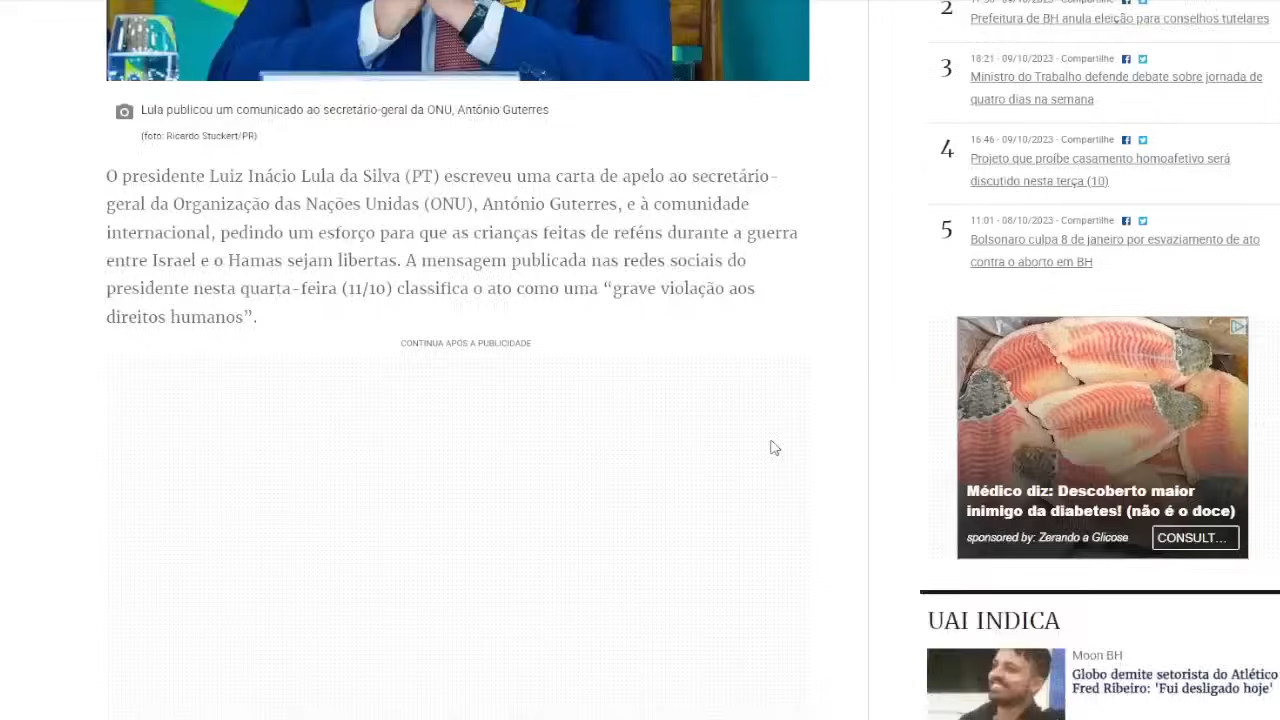 Lula publicou um comunicado ao secretário-geral da ONU, António Guterres
(foto: Ricardo Stuckert/PR)
O presidente Luiz Inácio Lula da Silva (PT) escreveu uma carta de apelo ao secretário-
geral da Organização das Nações Unidas (ONU), António Guterres, e à comunidade
internacional, pedindo um esforço para que as crianças feitas de reféns durante a guerra
entre Israel e o Hamas sejam libertas. A mensagem publicada nas redes sociais do
presidente nesta quarta-feira (11/10) classifica o ato como uma “grave violação aos
direitos humanos”.
CONTINUA APÓS A PUBLICIDADE
2
Prefeitura de BH anula eleição para conselhos tutelares
3
18:21 - 09/10/2023 - Compartilhe
Ministro do Trabalho defende debate sobre jornada de
quatro dias na semana
4
16:46 - 09/10/2023 - Compartilhe
Projeto que proíbe casamento homoafetivo será
discutido nesta terça (10)
5
11:01 - 08/10/2023 - Compartilhe
Bolsonaro culpa 8 de janeiro por esvaziamento de ato
contra o aborto em BH
Médico diz: Descoberto maior
inimigo da diabetes! (não é o doce)
sponsored by: Zerando a Glicose
CONSULT...
UAI INDICA
Moon BH
Globo demite setorista do Atlético
Fred Ribeiro: 'Fui desligado hoje'